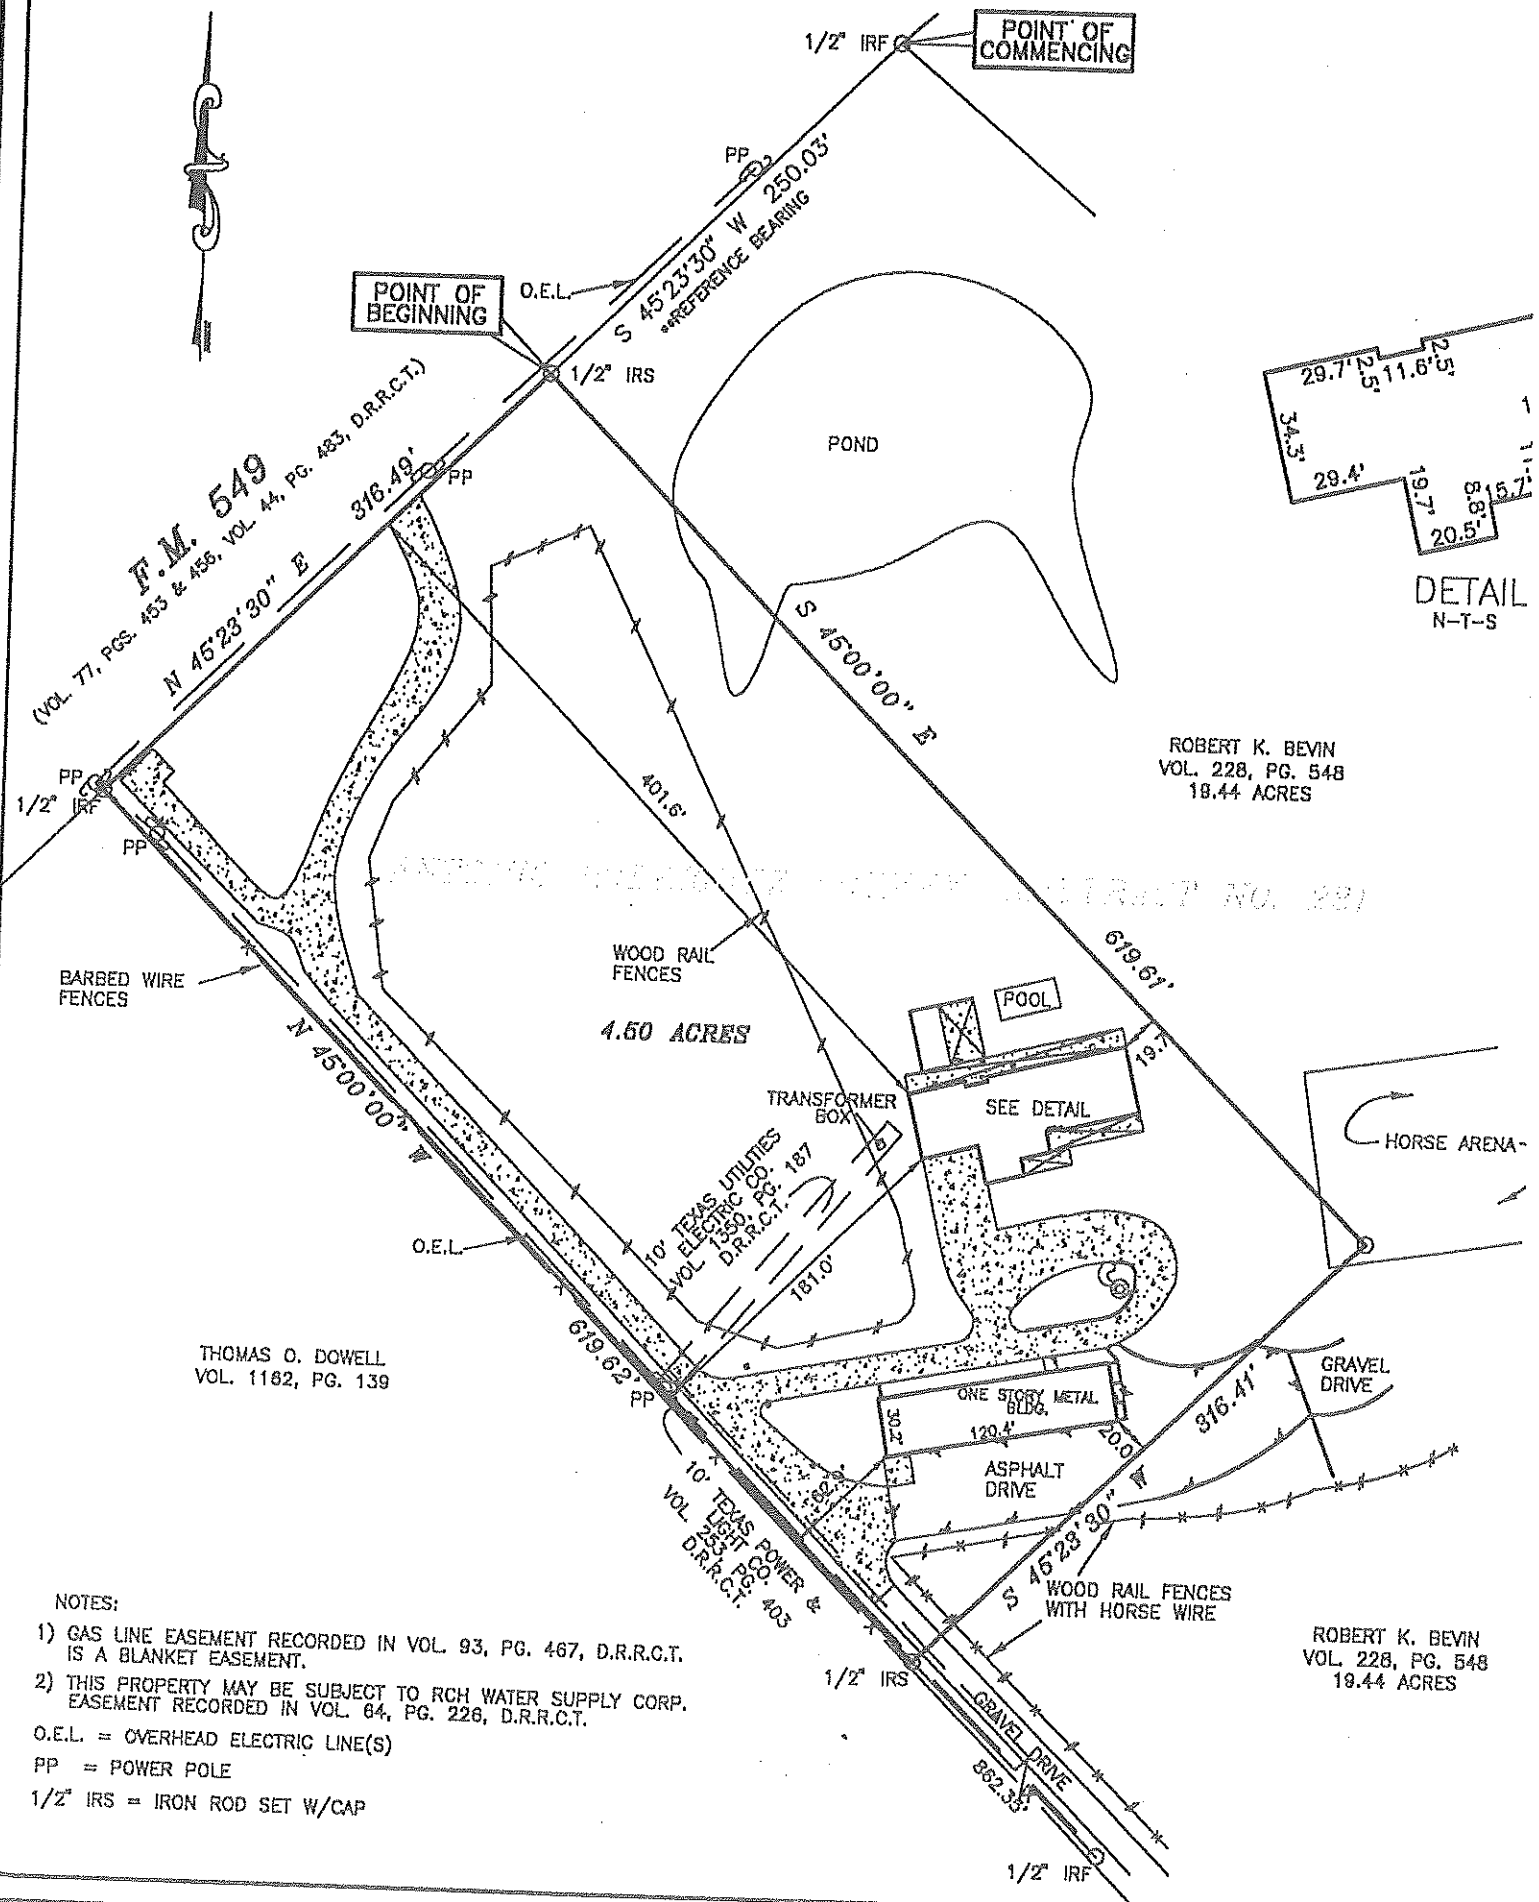 1/2" IRF
POINT OF
COMMENCING
PP
S 45°23'30" W 250.03'
**REFERENCE BEARING
O.E.L.
POINT OF
BEGINNING
1/2" IRS
POND
29.7'
2.5'
11.6'
2.5'
34.3'
29.4'
19.7'
20.5'
8.8'
15.7'
DETAIL
N-T-S
F.M. 549
(VOL. 77, PGS. 453 & 456, VOL. 44, PG. 483, D.R.R.C.T.)
N 45°23'30" E
316.49'
PP
S 45°00'00" E
619.61'
ROBERT K. BEVIN
VOL. 228, PG. 548
19.44 ACRES
PP
1/2" IRF
PP
401.6'
TRACT NO. 29)
WOOD RAIL
FENCES
BARBED WIRE
FENCES
4.50 ACRES
POOL
19.7
N 45°00'00" W
TRANSFORMER
BOX
SEE DETAIL
HORSE ARENA
10' TEXAS UTILITIES
ELECTRIC CO.
VOL. 1350, PG. 187
D.R.R.C.T.
181.0'
O.E.L.
619.62'
THOMAS O. DOWELL
VOL. 1182, PG. 139
PP
GRAVEL
DRIVE
ONE STORY METAL
BLDG.
30.2'
120.4'
20.0
316.41'
ASPHALT
DRIVE
62.
10' TEXAS POWER &
LIGHT CO.
VOL. 253, PG. 403
D.R.R.C.T.
S 45°23'30" W
WOOD RAIL FENCES
WITH HORSE WIRE
NOTES:
1) GAS LINE EASEMENT RECORDED IN VOL. 93, PG. 467, D.R.R.C.T.
IS A BLANKET EASEMENT.
2) THIS PROPERTY MAY BE SUBJECT TO RCH WATER SUPPLY CORP.
EASEMENT RECORDED IN VOL. 64, PG. 226, D.R.R.C.T.
O.E.L. = OVERHEAD ELECTRIC LINE(S)
PP = POWER POLE
1/2" IRS = IRON ROD SET W/CAP
ROBERT K. BEVIN
VOL. 228, PG. 548
19.44 ACRES
1/2" IRS
GRAVEL DRIVE
862.35'
1/2" IRF